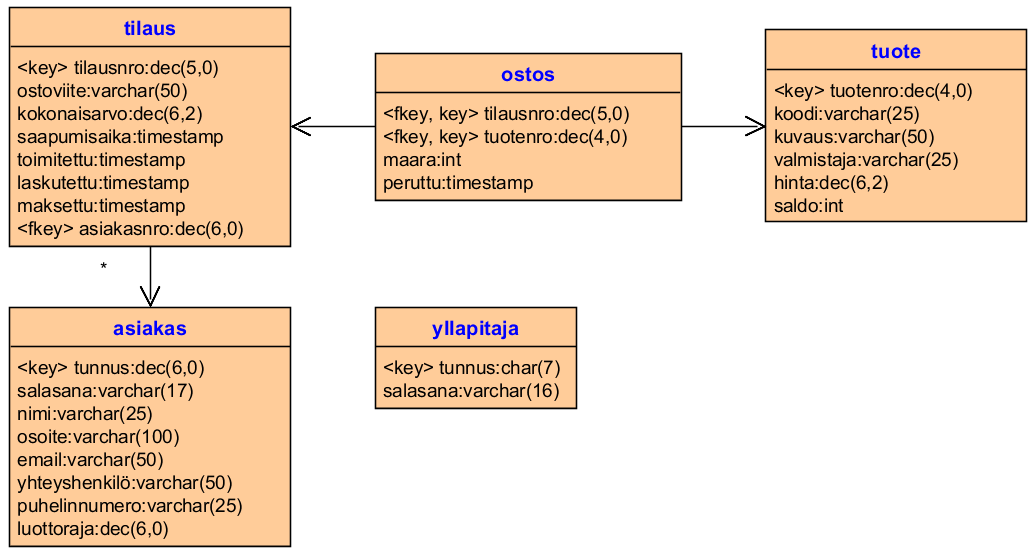 tilaus
<key> tilausnro:dec(5,0)
ostoviite:varchar(50)
kokonaisarvo:dec(6,2)
saapumisaika:timestamp
toimitettu:timestamp
laskutettu:timestamp
maksettu:timestamp
<fkey> asiakasnro:dec(6,0)
ostos
<fkey, key> tilausnro:dec(5,0)
<fkey, key> tuotenro:dec(4,0)
maara:int
peruttu:timestamp
tuote
<key> tuotenro:dec(4,0)
koodi:varchar(25)
kuvaus:varchar(50)
valmistaja:varchar(25)
hinta:dec(6,2)
saldo:int
*
asiakas
<key> tunnus:dec(6,0)
salasana:varchar(17)
nimi:varchar(25)
osoite:varchar(100)
email:varchar(50)
yhteyshenkilö:varchar(50)
puhelinnumero:varchar(25)
luottoraja:dec(6,0)
yllapitaja
<key> tunnus:char(7)
salasana:varchar(16)